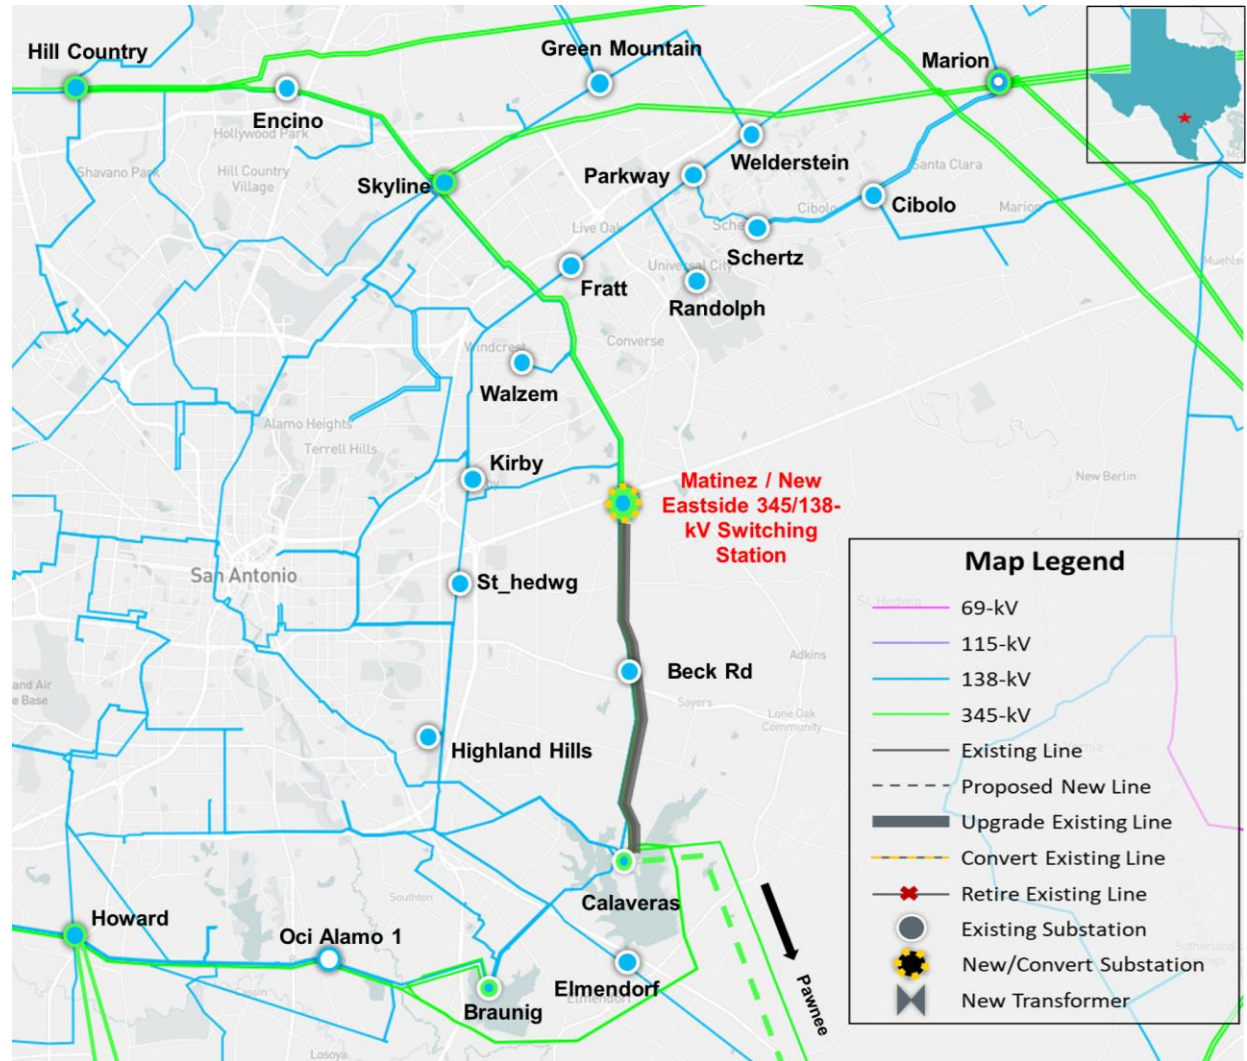 Hill Country
Green Mountain
Marion
Encino
Hollywood Park
Shavano Park
Hill Country
Village
Skyline
Parkway
Welderstein
Santa Clara
Cibolo
Cibolo
Marion
Live Oak
Schertz
Universal City
Fratt
Randolph
Windcrest
Converse
Walzem
Alamo Heights
Terrell Hills
Kirby
New Berlin
Matinez / New
Eastside 345/138-
kV Switching
Station
San Antonio
St_hedwg
Beck Rd
Adkins
Sayers
Lone Oak
Community
Highland Hills
Map Legend
69-kV
115-kV
138-kV
345-kV
Existing Line
Proposed New Line
Upgrade Existing Line
Convert Existing Line
Retire Existing Line
Existing Substation
New/Convert Substation
New Transformer
St. Hedwig
Southton
Calaveras
Howard
Oci Alamo 1
Braunig
Elmendorf
Elmendorf
Pawnee
Cassin
Losoya